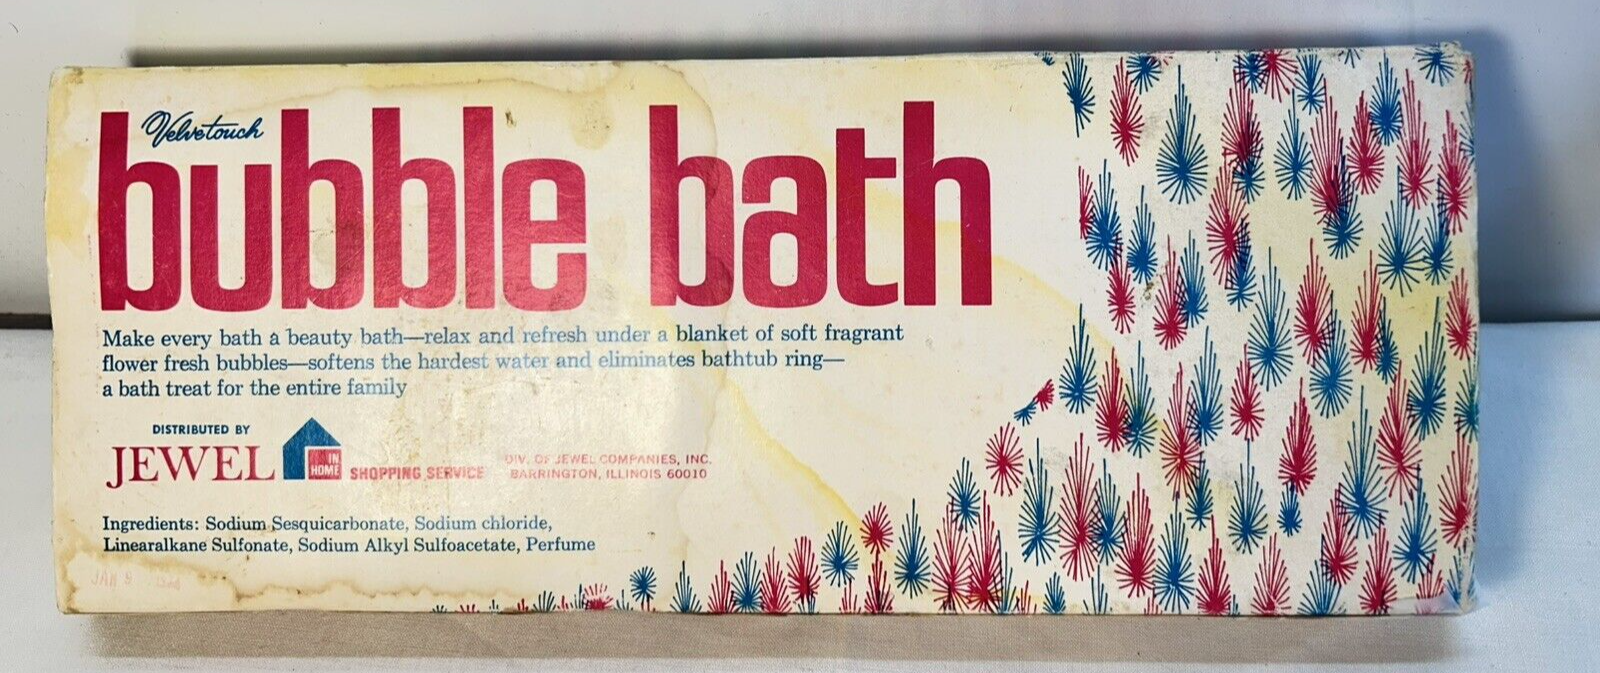 Velvetouch
bubble bath
Make every bath a beauty bath—relax and refresh under a blanket of soft fragrant
flower fresh bubbles—softens the hardest water and eliminates bathtub ring—
a bath treat for the entire family
DISTRIBUTED BY
JEWEL IN HOME SHOPPING SERVICE
DIV. OF JEWEL COMPANIES, INC.
BARRINGTON, ILLINOIS 60010
Ingredients: Sodium Sesquicarbonate, Sodium chloride,
Linearalkane Sulfonate, Sodium Alkyl Sulfoacetate, Perfume
JAN 8